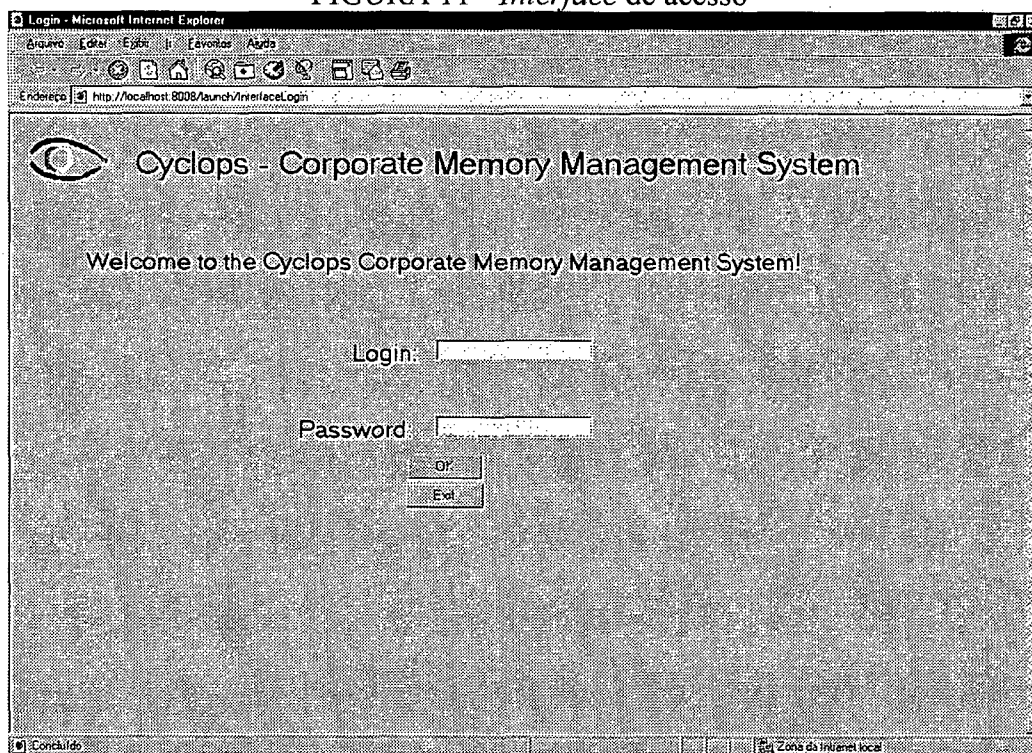 Interface de acesso
Login - Microsoft Internet Explorer
Arquivo Editar Exibir Ir Favoritos Ajuda
Endereço http://localhost:8008/launch/InterfaceLogin
Cyclops - Corporate Memory Management System
Welcome to the Cyclops Corporate Memory Management System!
Login:
Password:
OK
Exit
Concluído
Zona da Intranet local